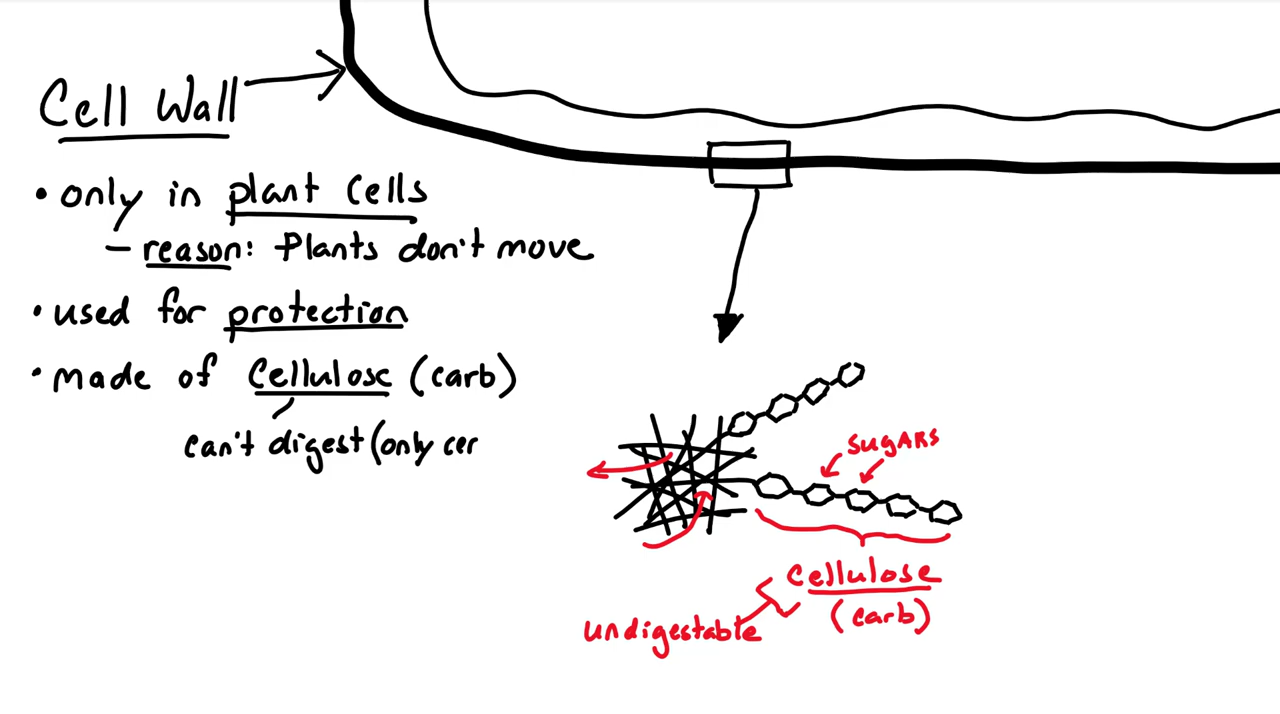 Cell Wall
• only in plant cells
– reason: Plants don't move
• used for protection
• made of Cellulose (carb)
can't digest (only cer
SUGARS
Cellulose
(carb)
undigestable